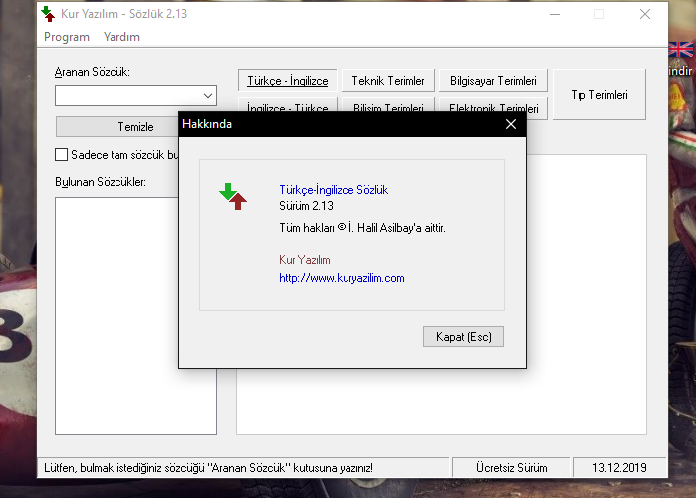 Kur Yazılım - Sözlük 2.13
Program Yardım
Aranan Sözcük:
Temizle
Sadece tam sözcük bu
Bulunan Sözcükler:
Türkçe - İngilizce Teknik Terimler Bilgisayar Terimleri
İngilizce - Türkçe Bilişim Terimleri Elektronik Terimleri
Tıp Terimleri
indir
Hakkında
Türkçe-İngilizce Sözlük
Sürüm 2.13
Tüm hakları © İ. Halil Asilbay'a aittir.
Kur Yazılım
http://www.kuryazilim.com
Kapat (Esc)
Lütfen, bulmak istediğiniz sözcüğü "Aranan Sözcük" kutusuna yazınız! Ücretsiz Sürüm 13.12.2019